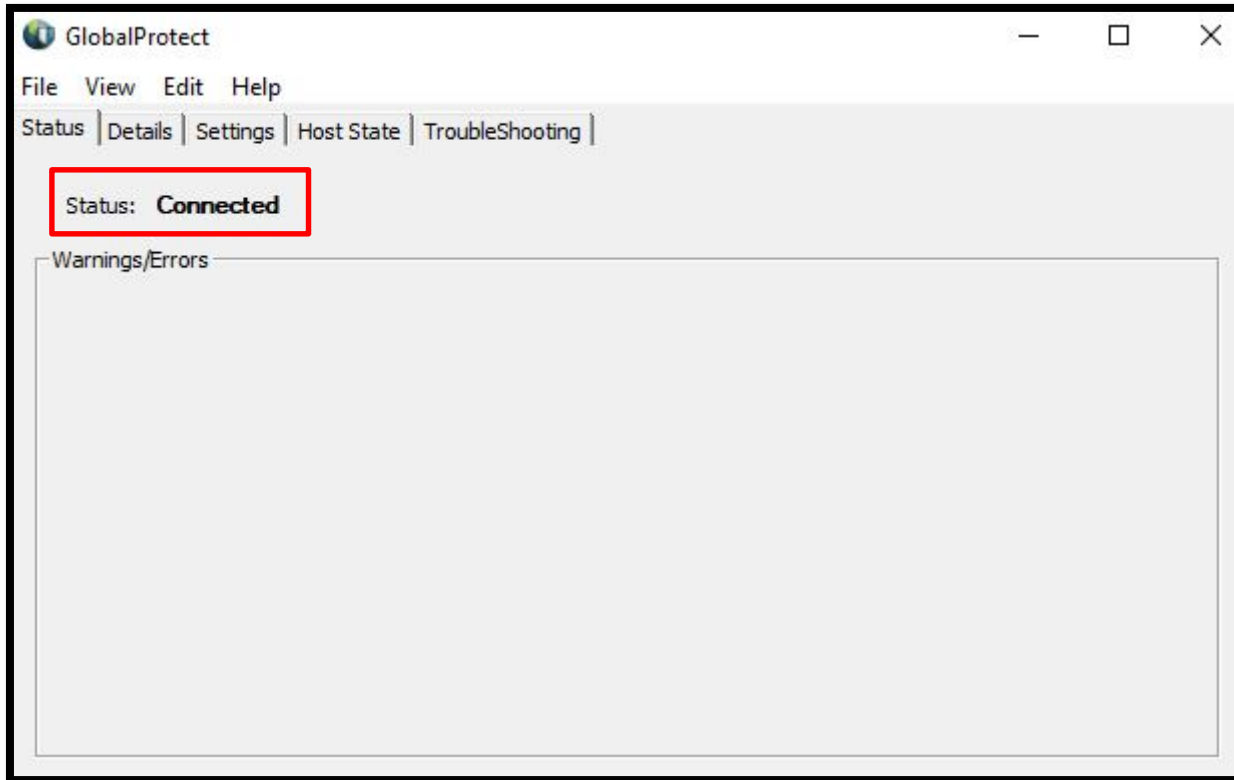 GlobalProtect
File View Edit Help
Status Details Settings Host State TroubleShooting
Status: Connected
Warnings/Errors